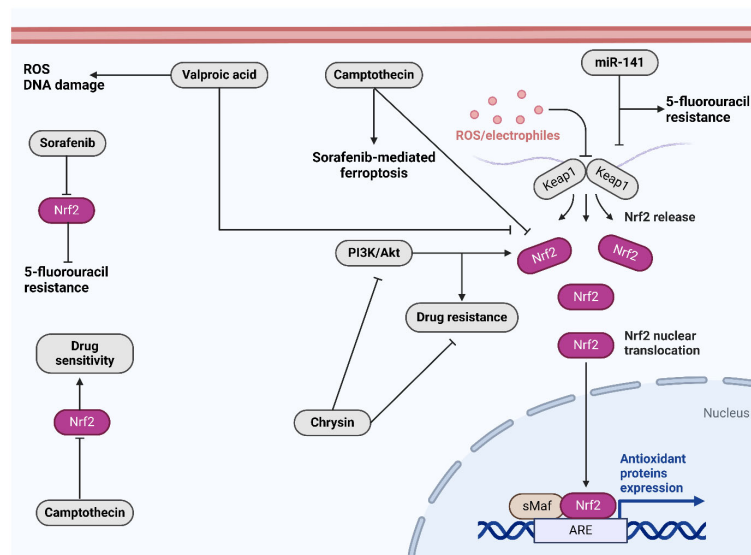 ROS
DNA damage
Valproic acid
Camptothecin
miR-141
5-fluorouracil
resistance
ROS/electrophiles
Sorafenib
Sorafenib-mediated
ferroptosis
Keap1
Keap1
Nrf2
Nrf2 release
PI3K/Akt
Nrf2
Nrf2
5-fluorouracil
resistance
Nrf2
Drug resistance
Drug
sensitivity
Nrf2
Nrf2 nuclear
translocation
Nrf2
Chrysin
Nucleus
Camptothecin
Antioxidant
proteins
expression
sMaf
Nrf2
ARE